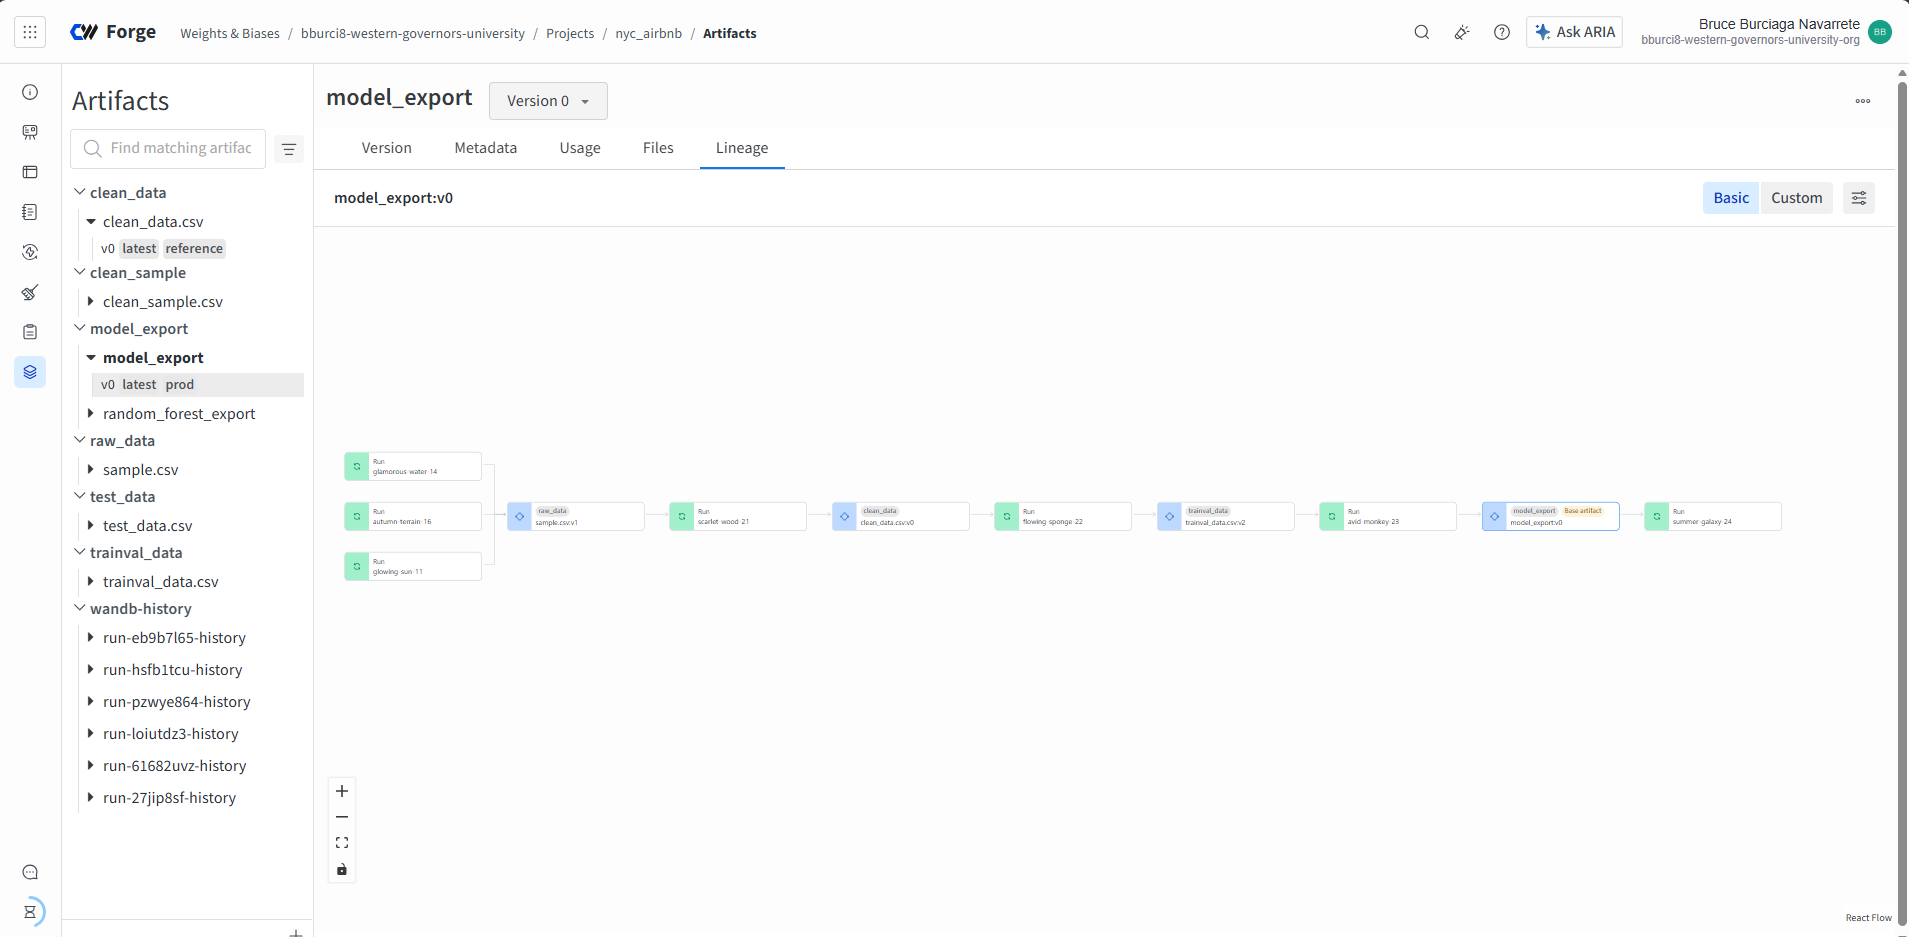 Forge
Weights & Biases / bburci8-western-governors-university / Projects / nyc_airbnb / Artifacts
Ask ARIA
Bruce Burciaga Navarrete
bburci8-western-governors-university-org
BB
Artifacts
Find matching artifac
clean_data
clean_data.csv
v0 latest reference
clean_sample
clean_sample.csv
model_export
model_export
v0 latest prod
random_forest_export
raw_data
sample.csv
test_data
test_data.csv
trainval_data
trainval_data.csv
wandb-history
run-eb9b7l65-history
run-hsfb1tcu-history
run-pzwye864-history
run-loiutdz3-history
run-61682uvz-history
run-27jip8sf-history
model_export
Version 0
Version Metadata Usage Files Lineage
model_export:v0
Basic Custom
Run
glamorous-water-14
Run
autumn-terrain-16
Run
glowing-sun-11
raw_data
sample.csv:v1
Run
scarlet-wood-21
clean_data
clean_data.csv:v0
Run
flowing-sponge-22
trainval_data
trainval_data.csv:v2
Run
avid-monkey-23
model_export Base artifact
model_export:v0
Run
summer-galaxy-24
React Flow